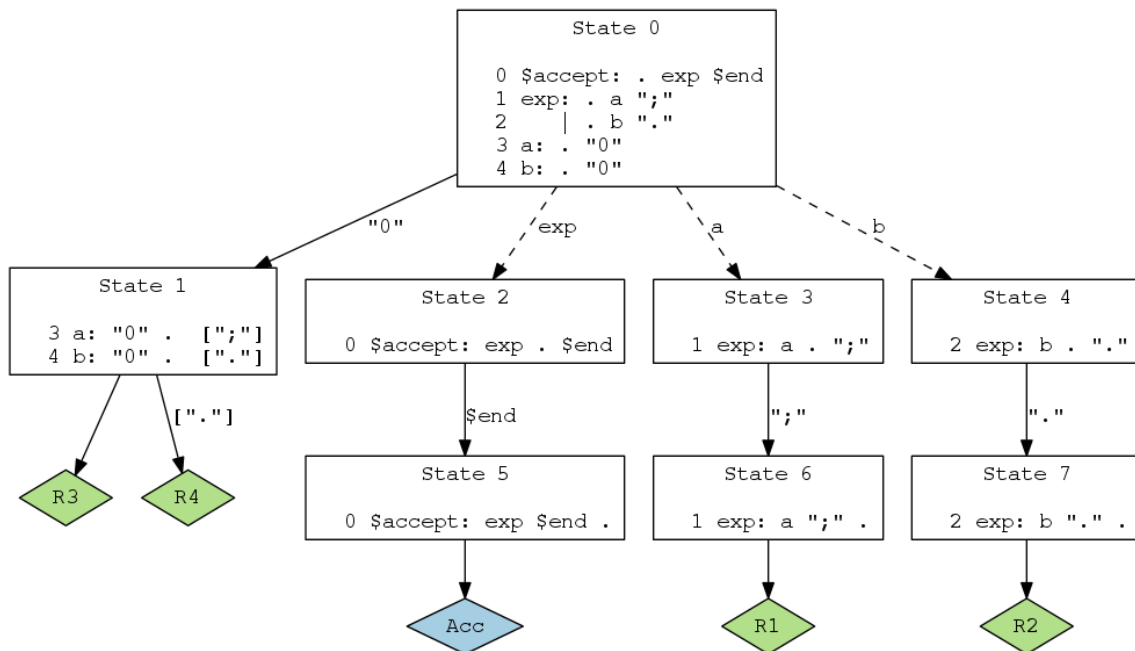 State 0
0 $accept: . exp $end
1 exp: . a ";"
2    | . b "."
3 a: . "0"
4 b: . "0"
"0"
exp
a
b
State 1
3 a: "0" .  [";"]
4 b: "0" .  ["."]
State 2
0 $accept: exp . $end
State 3
1 exp: a . ";"
State 4
2 exp: b . "."
["."]
$end
";"
"."
R3
R4
State 5
0 $accept: exp $end .
State 6
1 exp: a ";" .
State 7
2 exp: b "." .
Acc
R1
R2